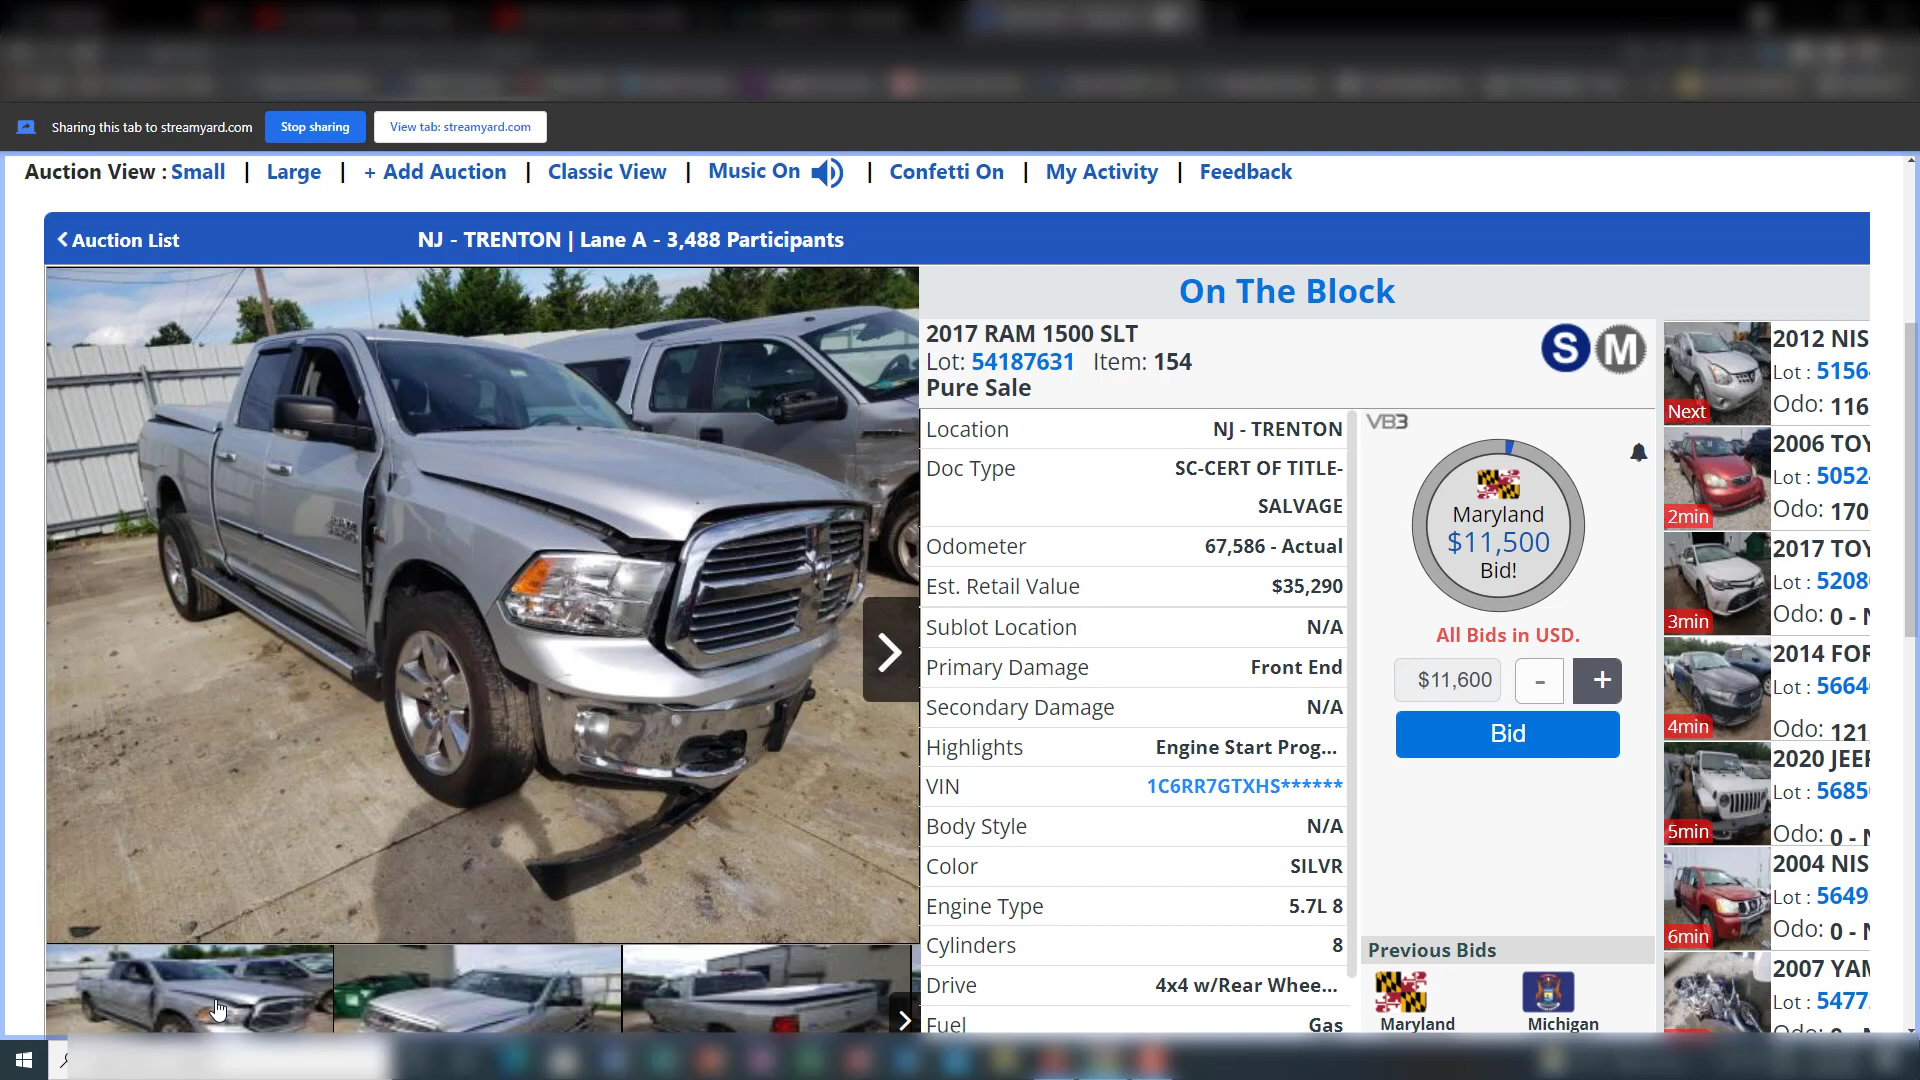 Sharing this tab to streamyard.com Stop sharing View tab: streamyard.com
Auction View : Small | Large | + Add Auction | Classic View | Music On | Confetti On | My Activity | Feedback
Auction List NJ - TRENTON | Lane A - 3,488 Participants
On The Block
2017 RAM 1500 SLT
Lot: 54187631 Item: 154
Pure Sale
S M
Location NJ - TRENTON
Doc Type SC-CERT OF TITLE-
SALVAGE
Odometer 67,586 - Actual
Est. Retail Value $35,290
Sublot Location N/A
Primary Damage Front End
Secondary Damage N/A
Highlights Engine Start Prog...
VIN 1C6RR7GTXHS******
Body Style N/A
Color SILVR
Engine Type 5.7L 8
Cylinders 8
Drive 4x4 w/Rear Whee...
Fuel Gas
VB3
Maryland
$11,500
Bid!
All Bids in USD.
$11,600 - +
Bid
Previous Bids
Maryland Michigan
2012 NIS
Lot : 5156
Odo: 116
Next
2006 TOY
Lot : 5052
Odo: 170
2min
2017 TOY
Lot : 5208
Odo: 0 - N
3min
2014 FOR
Lot : 5664
Odo: 121
4min
2020 JEEP
Lot : 5685
Odo: 0 - N
5min
2004 NIS
Lot : 5649
Odo: 0 - N
6min
2007 YAM
Lot : 5477